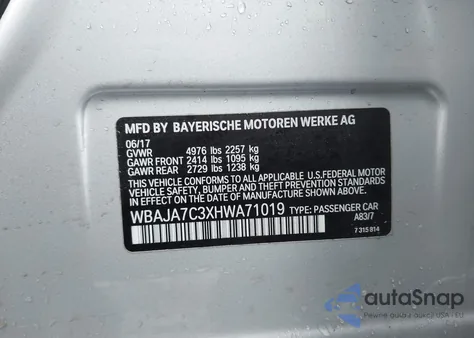 MFD BY BAYERISCHE MOTOREN WERKE AG
06/17
GVWR 4976 lbs 2257 kg
GAWR FRONT 2414 lbs 1095 kg
GAWR REAR 2729 lbs 1238 kg
THIS VEHICLE CONFORMS TO ALL APPLICABLE U.S.FEDERAL MOTOR
VEHICLE SAFETY, BUMPER, AND THEFT PREVENTION STANDARDS
IN EFFECT ON THE DATE OF MANUFACTURE SHOWN ABOVE.
WBAJA7C3XHWA71019 TYPE: PASSENGER CAR
A83/7
7 315 814
autoSnap